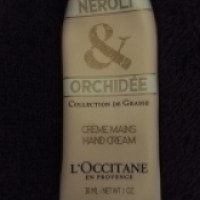 NEROLI
&
ORCHIDÉE
COLLECTION DE GRASSE
CRÈME MAINS
HAND CREAM
L'OCCITANE
EN PROVENCE
30 ML / NET WT. 1 OZ.